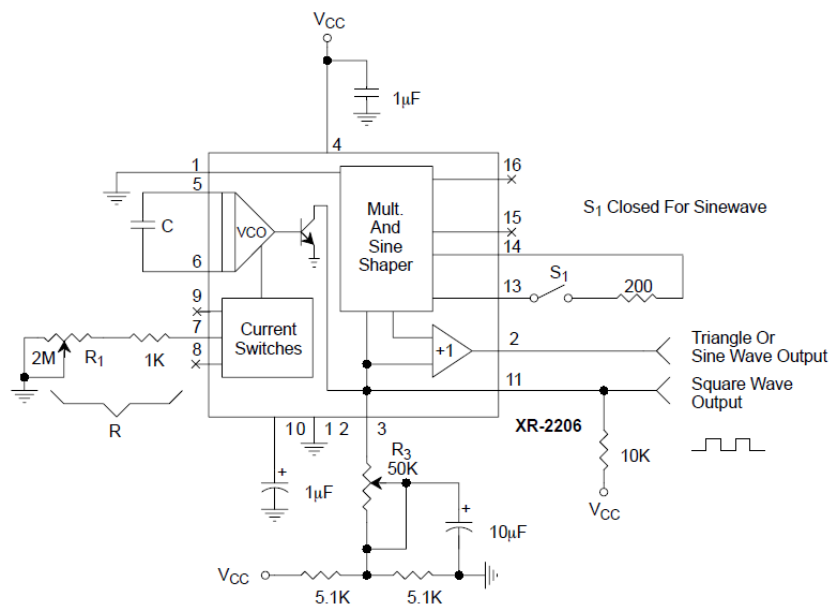 VCC
1µF
4
1
5
6
9
7
8
16
15
14
13
2
11
C
VCO
Mult.
And
Sine
Shaper
S1 Closed For Sinewave
S1
200
Current
Switches
+1
2M
R1
1K
R
Triangle Or
Sine Wave Output
Square Wave
Output
XR-2206
10 1 2 3
10K
VCC
1µF
R3
50K
10µF
VCC
5.1K
5.1K
+
+